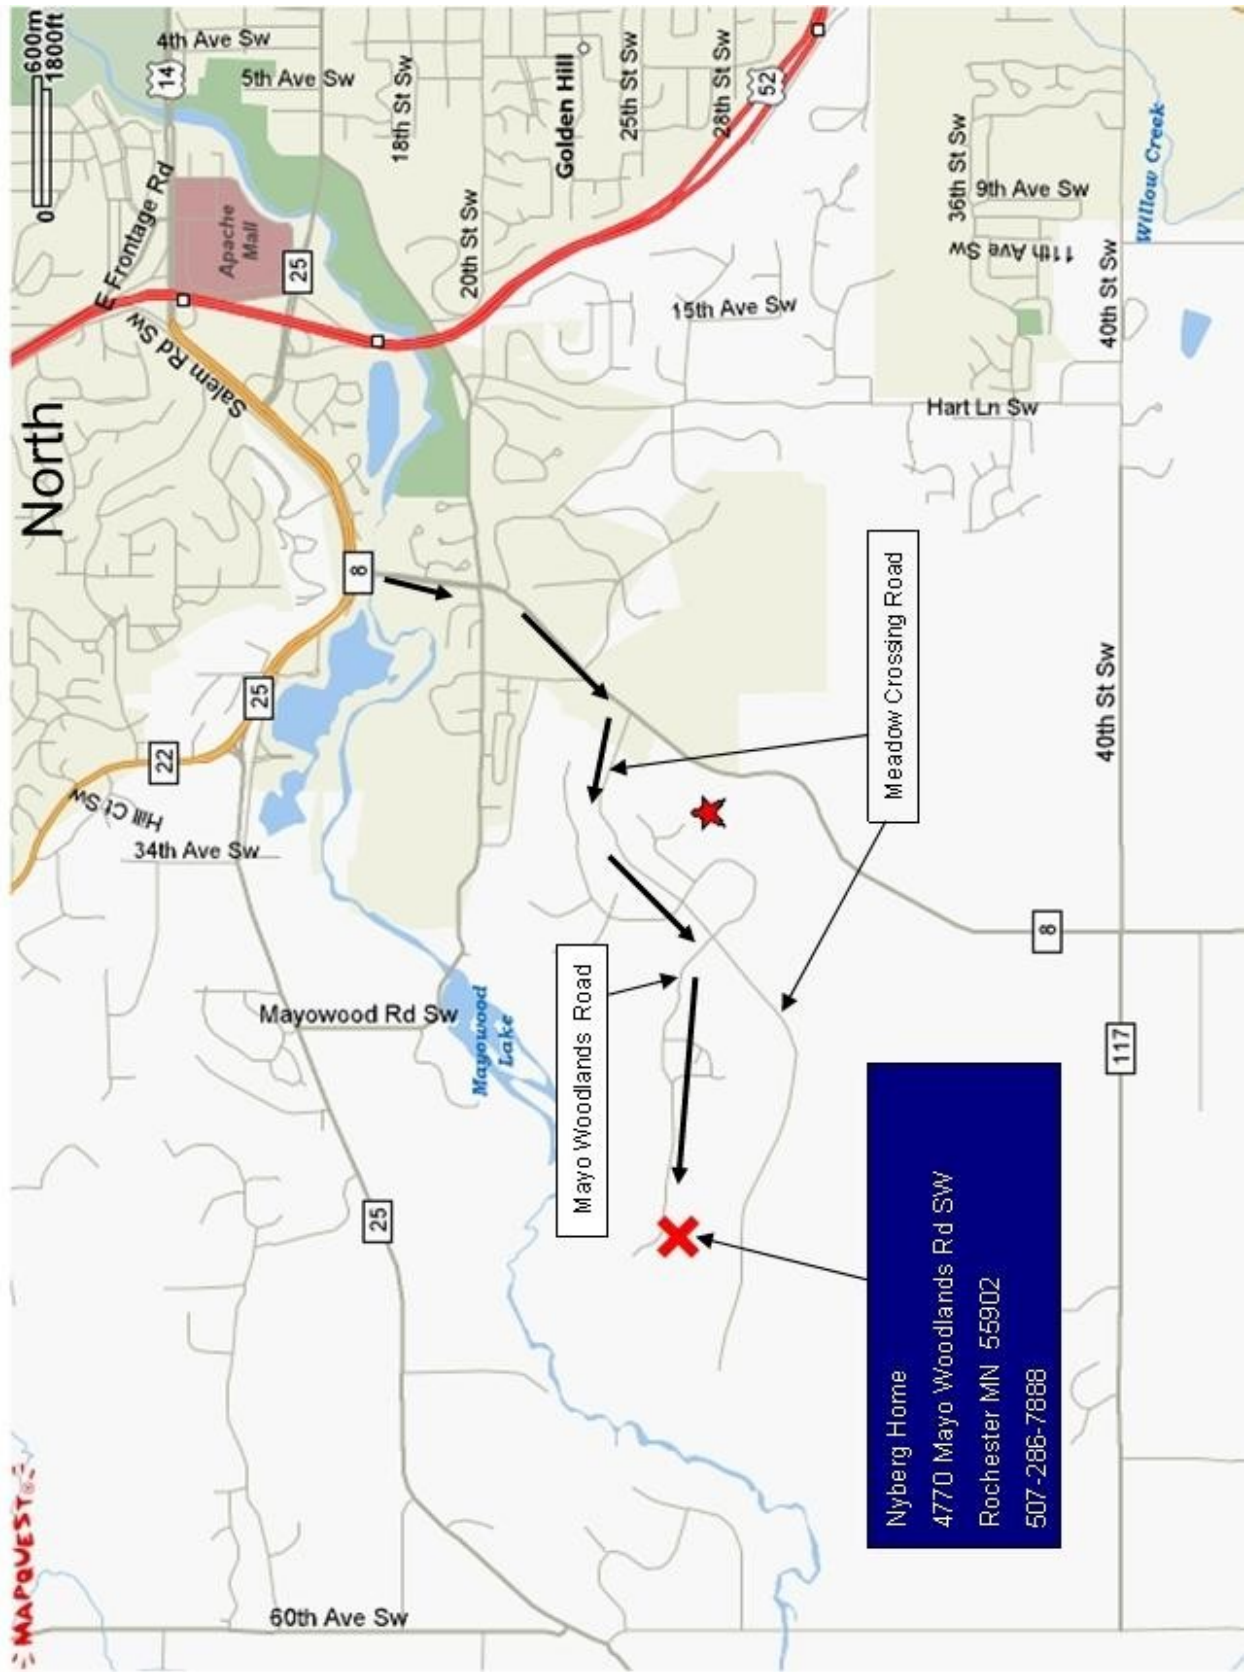 MAPQUEST
North
0 600m
1800ft
4th Ave Sw
14
5th Ave Sw
E Frontage Rd
Apache
Mall
25
Salem Rd Sw
18th St Sw
Golden Hill
20th St Sw
25th St Sw
28th St Sw
52
15th Ave Sw
36th St Sw
9th Ave Sw
11th Ave Sw
40th St Sw
Willow Creek
Hart Ln Sw
8
25
22
Hill Ct Sw
34th Ave Sw
Mayowood Rd Sw
Mayowood
Lake
25
60th Ave Sw
Mayo Woodlands Road
Meadow Crossing Road
40th St Sw
8
117
Nyberg Home
4770 Mayo Woodlands Rd SW
Rochester MN 55902
507-286-7888